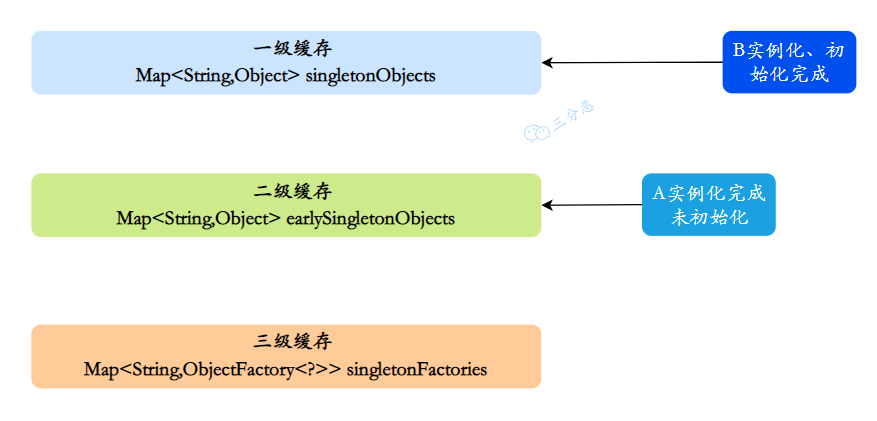 一级缓存
Map<String,Object> singletonObjects
B实例化、初
始化完成
三分恶
二级缓存
Map<String,Object> earlySingletonObjects
A实例化完成
未初始化
三级缓存
Map<String,ObjectFactory<?>> singletonFactories